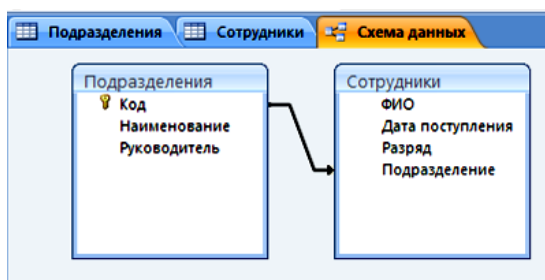 Подразделения Сотрудники Схема данных
Подразделения
Код
Наименование
Руководитель
Сотрудники
ФИО
Дата поступления
Разряд
Подразделение